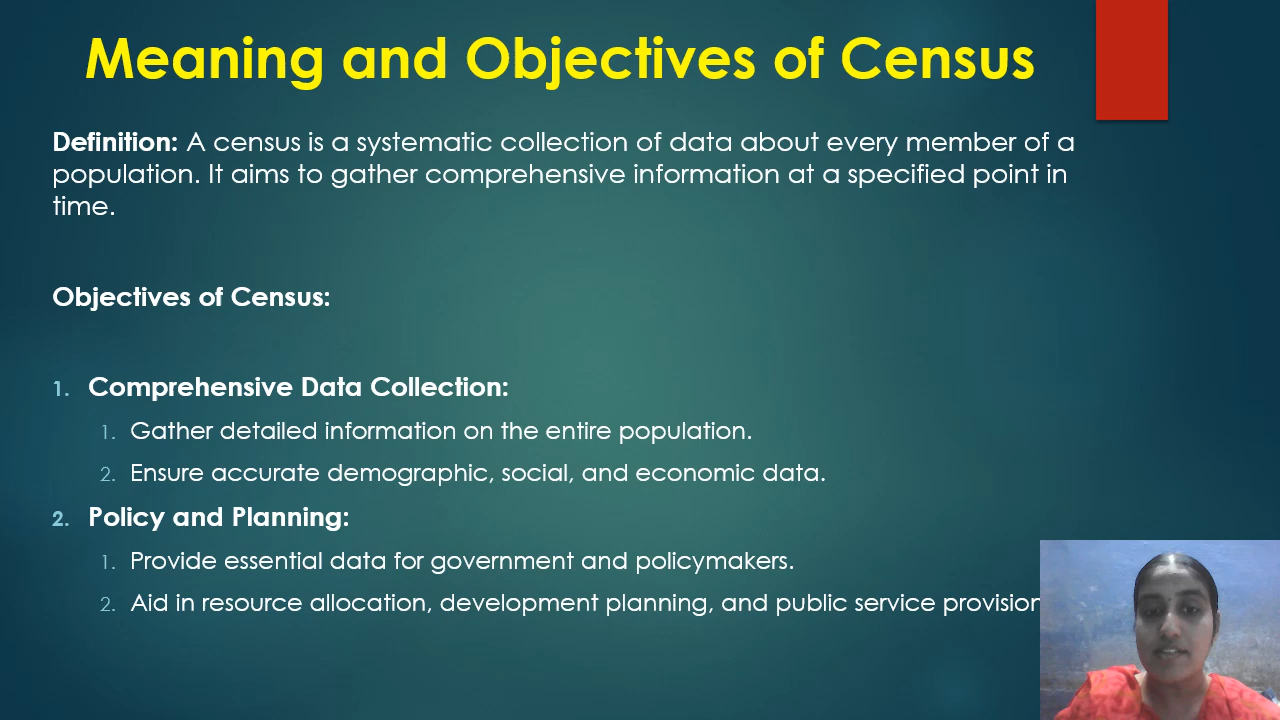 Meaning and Objectives of Census
Definition: A census is a systematic collection of data about every member of a
population. It aims to gather comprehensive information at a specified point in
time.
Objectives of Census:
1. Comprehensive Data Collection:
1. Gather detailed information on the entire population.
2. Ensure accurate demographic, social, and economic data.
2. Policy and Planning:
1. Provide essential data for government and policymakers.
2. Aid in resource allocation, development planning, and public service provision